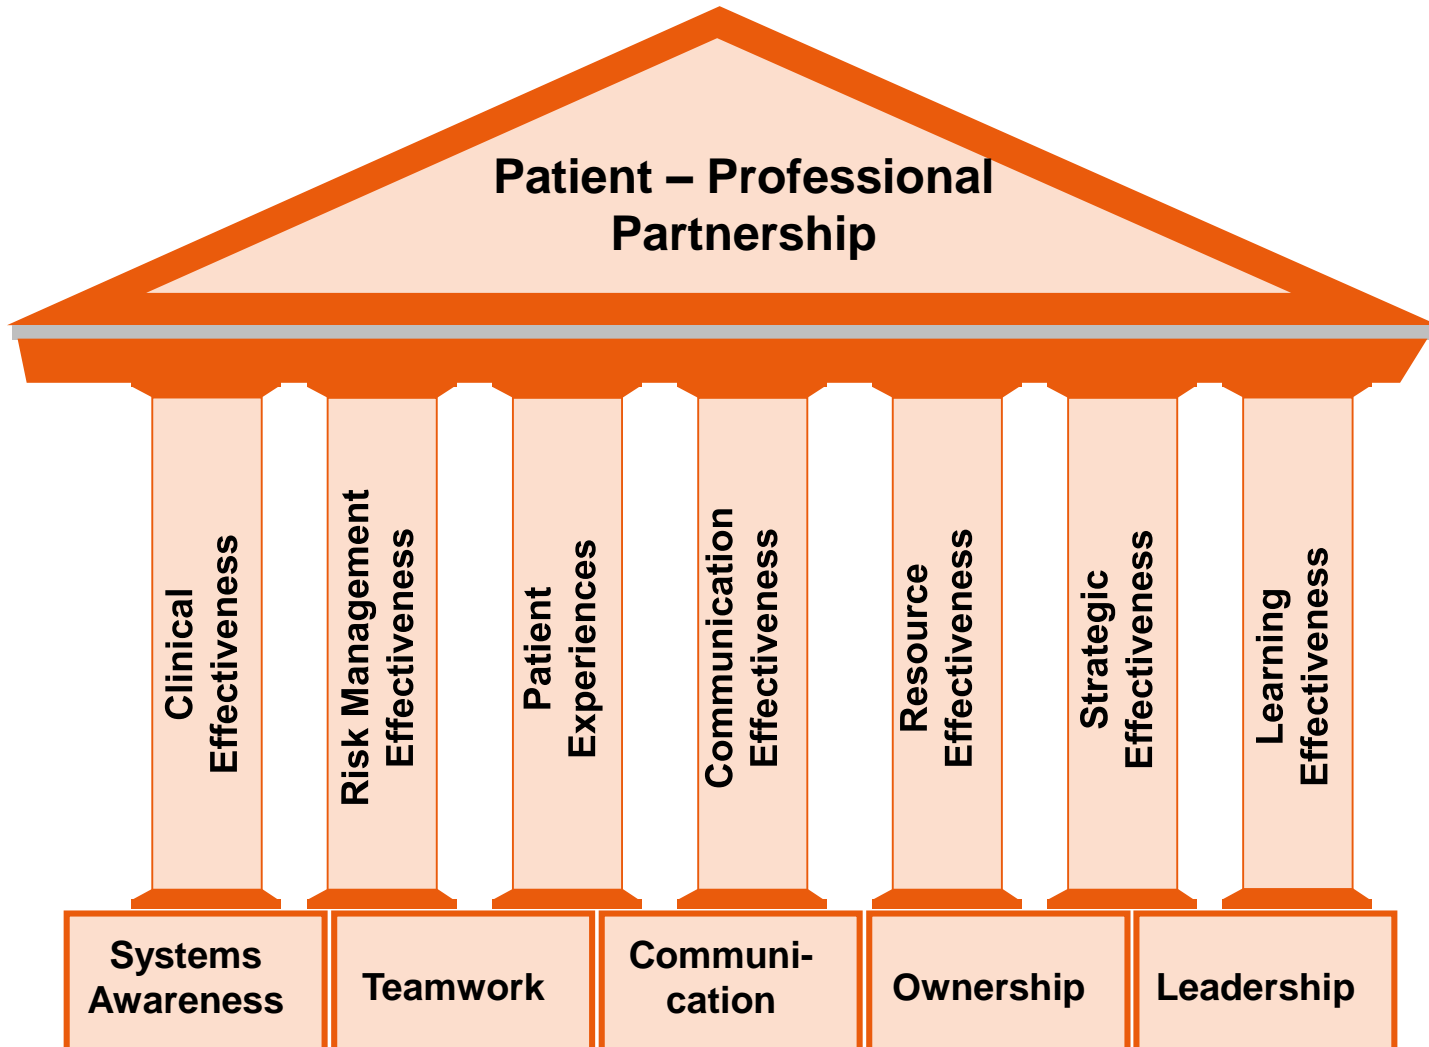 Patient – Professional
Partnership
Clinical
Effectiveness
Risk Management
Effectiveness
Patient
Experiences
Communication
Effectiveness
Resource
Effectiveness
Strategic
Effectiveness
Learning
Effectiveness
Systems
Awareness
Teamwork
Communi-
cation
Ownership
Leadership